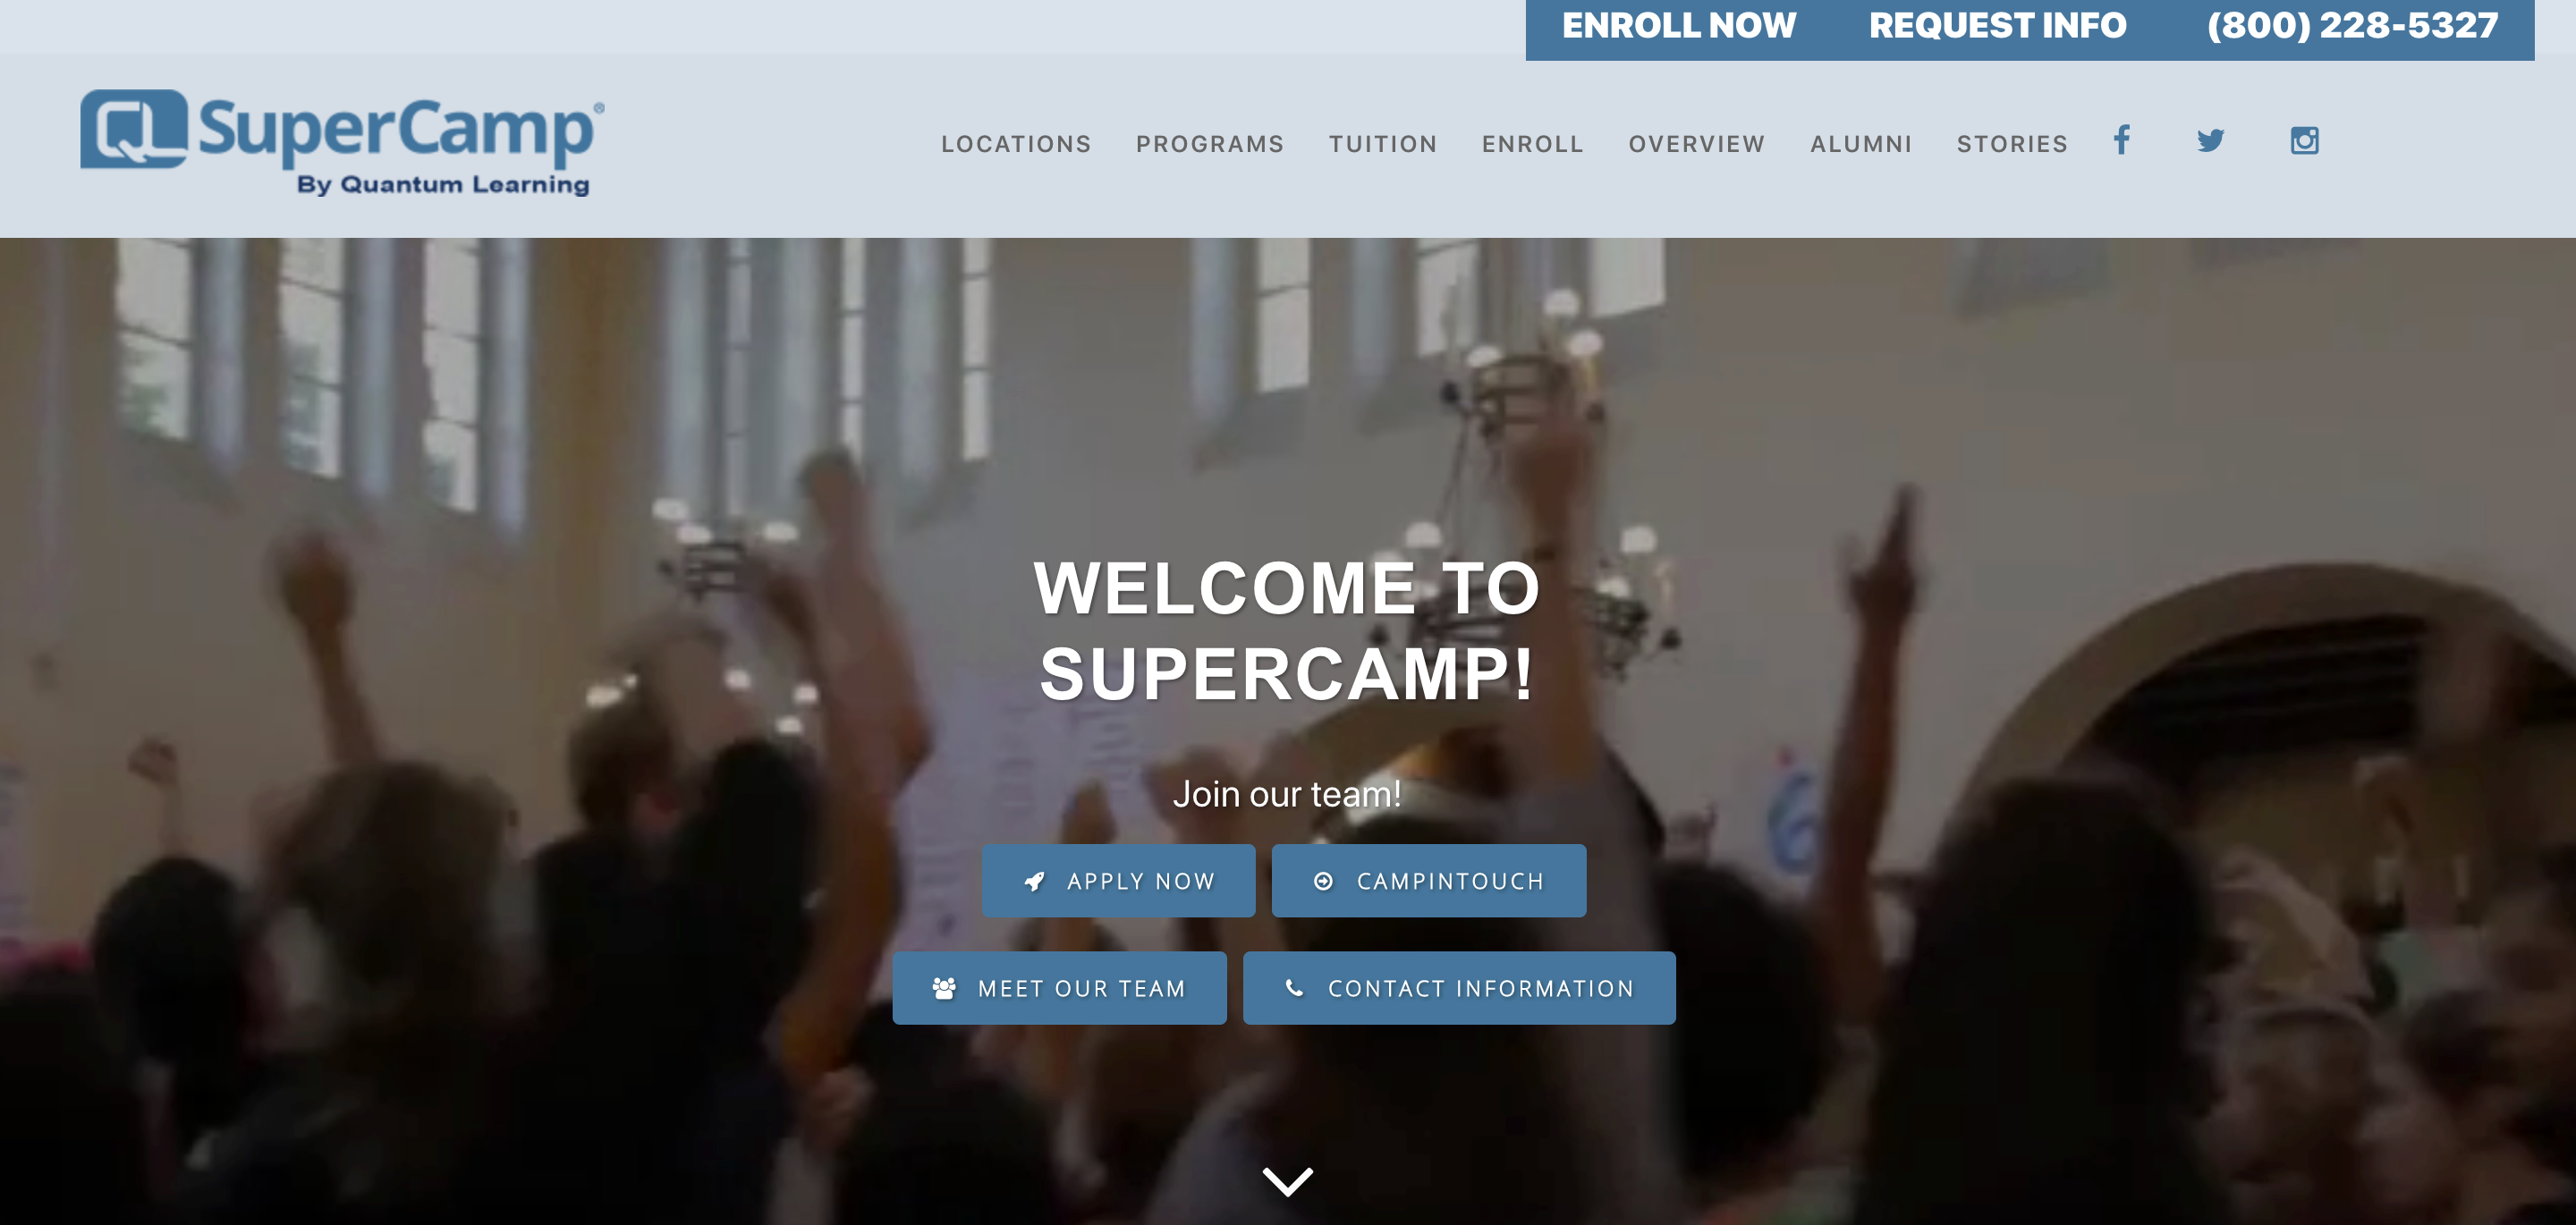 ENROLL NOW REQUEST INFO (800) 228-5327
QL SuperCamp®
By Quantum Learning
LOCATIONS PROGRAMS TUITION ENROLL OVERVIEW ALUMNI STORIES
WELCOME TO
SUPERCAMP!
Join our team!
APPLY NOW CAMPINTOUCH
MEET OUR TEAM CONTACT INFORMATION
6